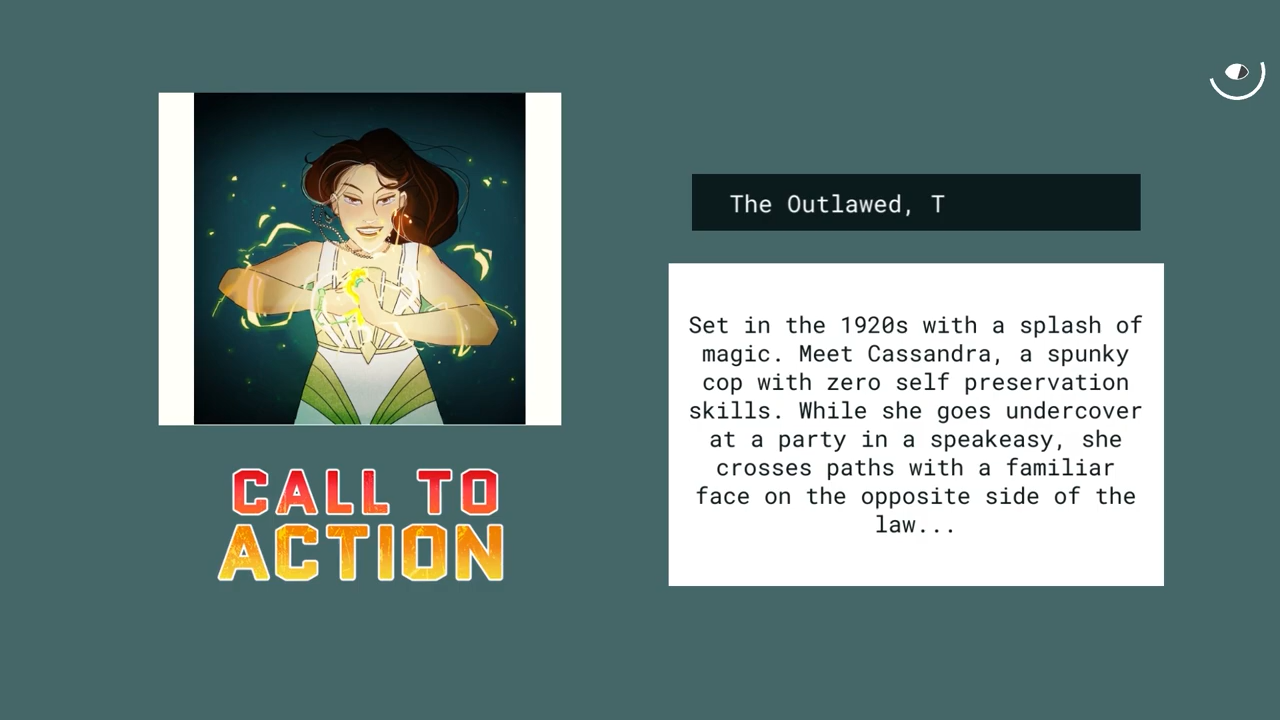 CALL TO
ACTION
The Outlawed, T
Set in the 1920s with a splash of
magic. Meet Cassandra, a spunky
cop with zero self preservation
skills. While she goes undercover
at a party in a speakeasy, she
crosses paths with a familiar
face on the opposite side of the
law...